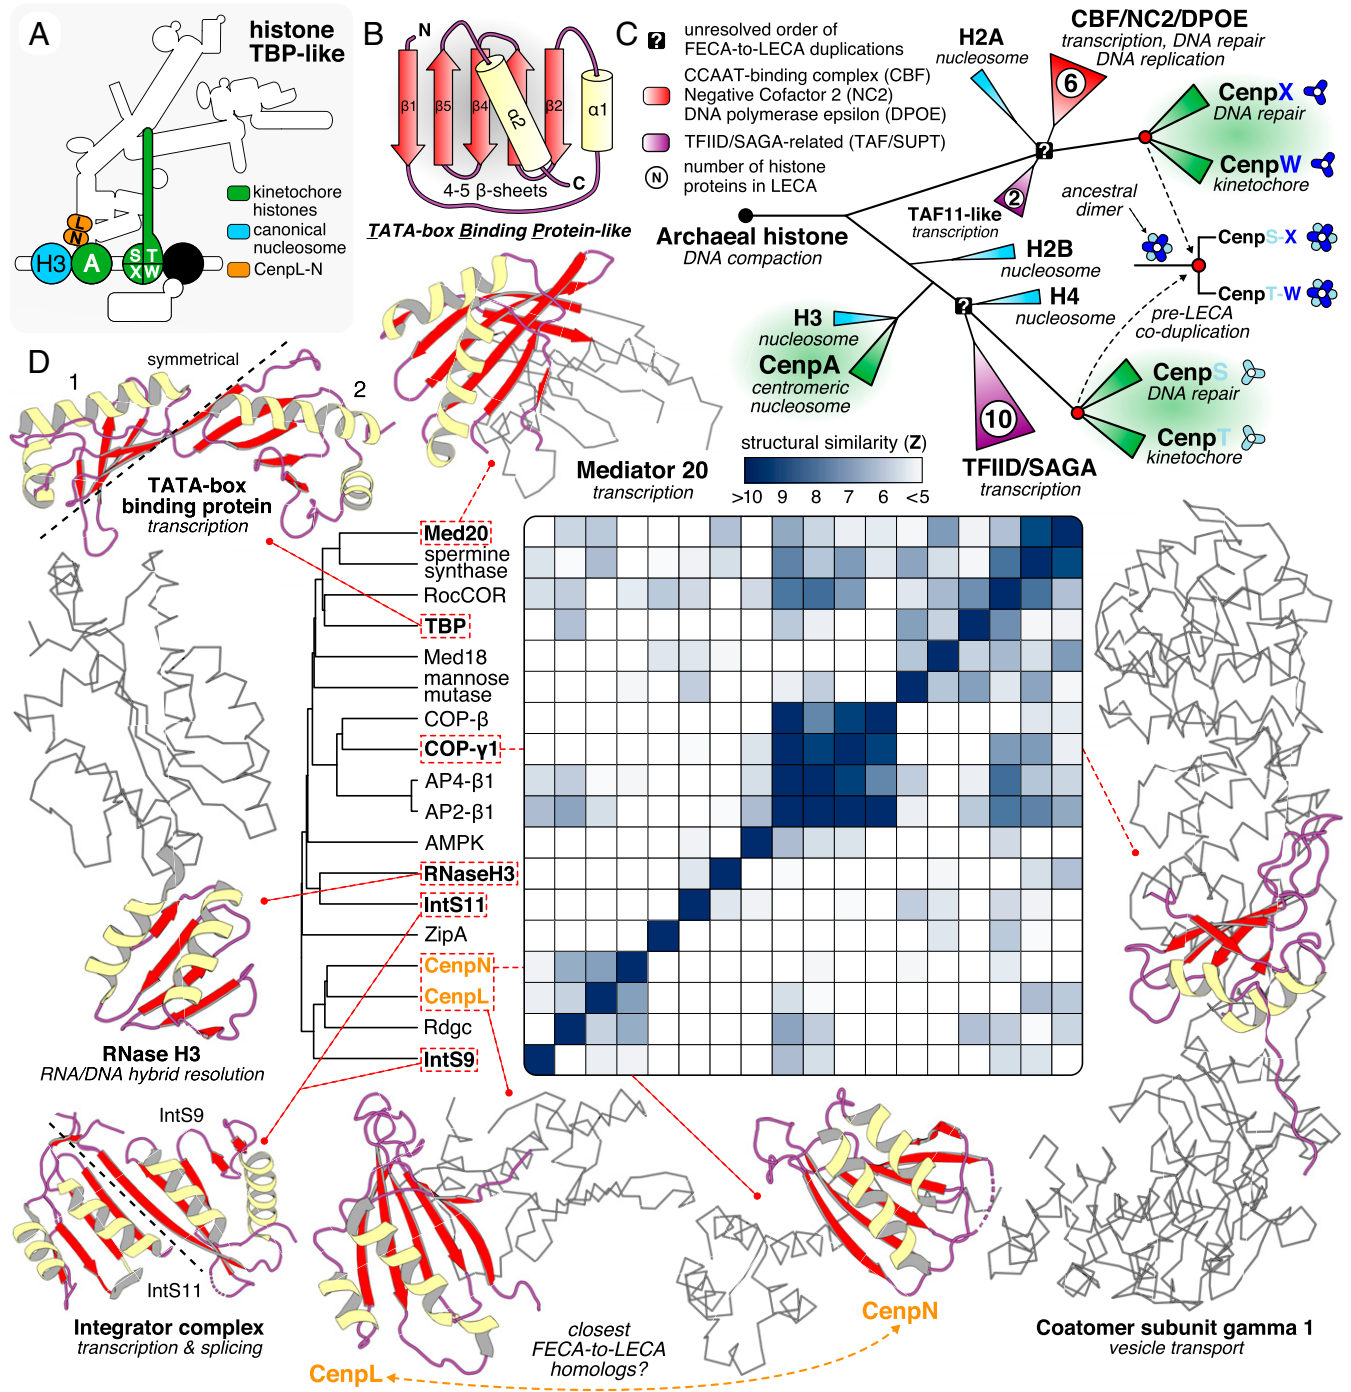 A
histone
TBP-like
L
N
H3
A
S T
X W
kinetochore
histones
canonical
nucleosome
CenpL-N
B
N
β1
β5
β4
α2
β2
α1
C
4-5 β-sheets
TATA-box Binding Protein-like
C
?
unresolved order of
FECA-to-LECA duplications
CCAAT-binding complex (CBF)
Negative Cofactor 2 (NC2)
DNA polymerase epsilon (DPOE)
TFIID/SAGA-related (TAF/SUPT)
N
number of histone
proteins in LECA
CBF/NC2/DPOE
transcription, DNA repair
DNA replication
H2A
nucleosome
6
CenpX
DNA repair
?
CenpW
kinetochore
2
TAF11-like
transcription
ancestral
dimer
Archaeal histone
DNA compaction
CenpS-X
H2B
nucleosome
CenpT-W
?
H4
nucleosome
pre-LECA
co-duplication
H3
nucleosome
CenpA
centromeric
nucleosome
CenpS
DNA repair
10
CenpT
kinetochore
TFIID/SAGA
transcription
D
symmetrical
1
2
TATA-box
binding protein
transcription
Mediator 20
transcription
structural similarity (Z)
>10 9 8 7 6 <5
Med20
spermine
synthase
RocCOR
TBP
Med18
mannose
mutase
COP-β
COP-γ1
AP4-β1
AP2-β1
AMPK
RNaseH3
IntS11
ZipA
CenpN
CenpL
Rdgc
IntS9
RNase H3
RNA/DNA hybrid resolution
IntS9
IntS11
Integrator complex
transcription & splicing
CenpL
closest
FECA-to-LECA
homologs?
CenpN
Coatomer subunit gamma 1
vesicle transport